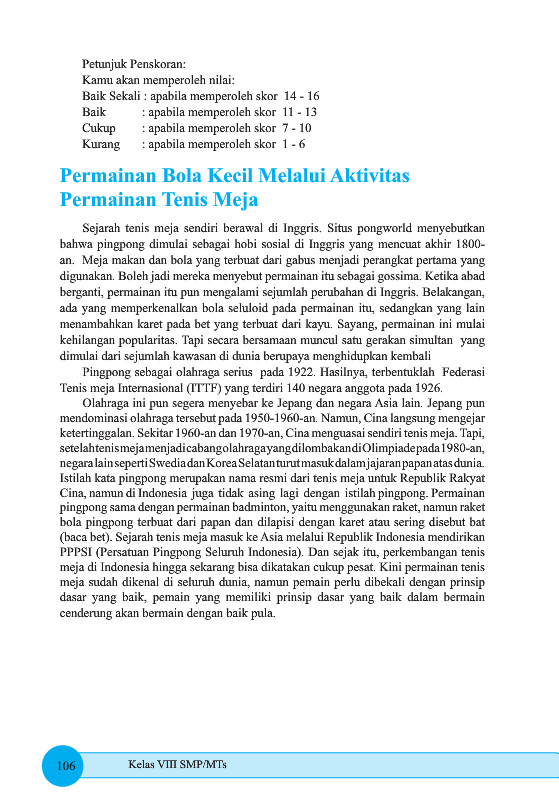 Petunjuk Penskoran:
Kamu akan memperoleh nilai:
Baik Sekali : apabila memperoleh skor 14 - 16
Baik : apabila memperoleh skor 11 - 13
Cukup : apabila memperoleh skor 7 - 10
Kurang : apabila memperoleh skor 1 - 6
Permainan Bola Kecil Melalui Aktivitas
Permainan Tenis Meja
Sejarah tenis meja sendiri berawal di Inggris. Situs pongworld menyebutkan
bahwa pingpong dimulai sebagai hobi sosial di Inggris yang mencuat akhir 1800-
an. Meja makan dan bola yang terbuat dari gabus menjadi perangkat pertama yang
digunakan. Boleh jadi mereka menyebut permainan itu sebagai gossima. Ketika abad
berganti, permainan itu pun mengalami sejumlah perubahan di Inggris. Belakangan,
ada yang memperkenalkan bola seluloid pada permainan itu, sedangkan yang lain
menambahkan karet pada bet yang terbuat dari kayu. Sayang, permainan ini mulai
kehilangan popularitas. Tapi secara bersamaan muncul satu gerakan simultan yang
dimulai dari sejumlah kawasan di dunia berupaya menghidupkan kembali
Pingpong sebagai olahraga serius pada 1922. Hasilnya, terbentuklah Federasi
Tenis meja Internasional (ITTF) yang terdiri 140 negara anggota pada 1926.
Olahraga ini pun segera menyebar ke Jepang dan negara Asia lain. Jepang pun
mendominasi olahraga tersebut pada 1950-1960-an. Namun, Cina langsung mengejar
ketertinggalan. Sekitar 1960-an dan 1970-an, Cina menguasai sendiri tenis meja. Tapi,
setelah tenis meja menjadi cabang olahraga yang dilombakan di Olimpiade pada 1980-an,
negara lain seperti Swedia dan Korea Selatan turut masuk dalam jajaran papan atas dunia.
Istilah kata pingpong merupakan nama resmi dari tenis meja untuk Republik Rakyat
Cina, namun di Indonesia juga tidak asing lagi dengan istilah pingpong. Permainan
pingpong sama dengan permainan badminton, yaitu menggunakan raket, namun raket
bola pingpong terbuat dari papan dan dilapisi dengan karet atau sering disebut bat
(baca bet). Sejarah tenis meja masuk ke Asia melalui Republik Indonesia mendirikan
PPPSI (Persatuan Pingpong Seluruh Indonesia). Dan sejak itu, perkembangan tenis
meja di Indonesia hingga sekarang bisa dikatakan cukup pesat. Kini permainan tenis
meja sudah dikenal di seluruh dunia, namun pemain perlu dibekali dengan prinsip
dasar yang baik, pemain yang memiliki prinsip dasar yang baik dalam bermain
cenderung akan bermain dengan baik pula.
106
Kelas VIII SMP/MTs